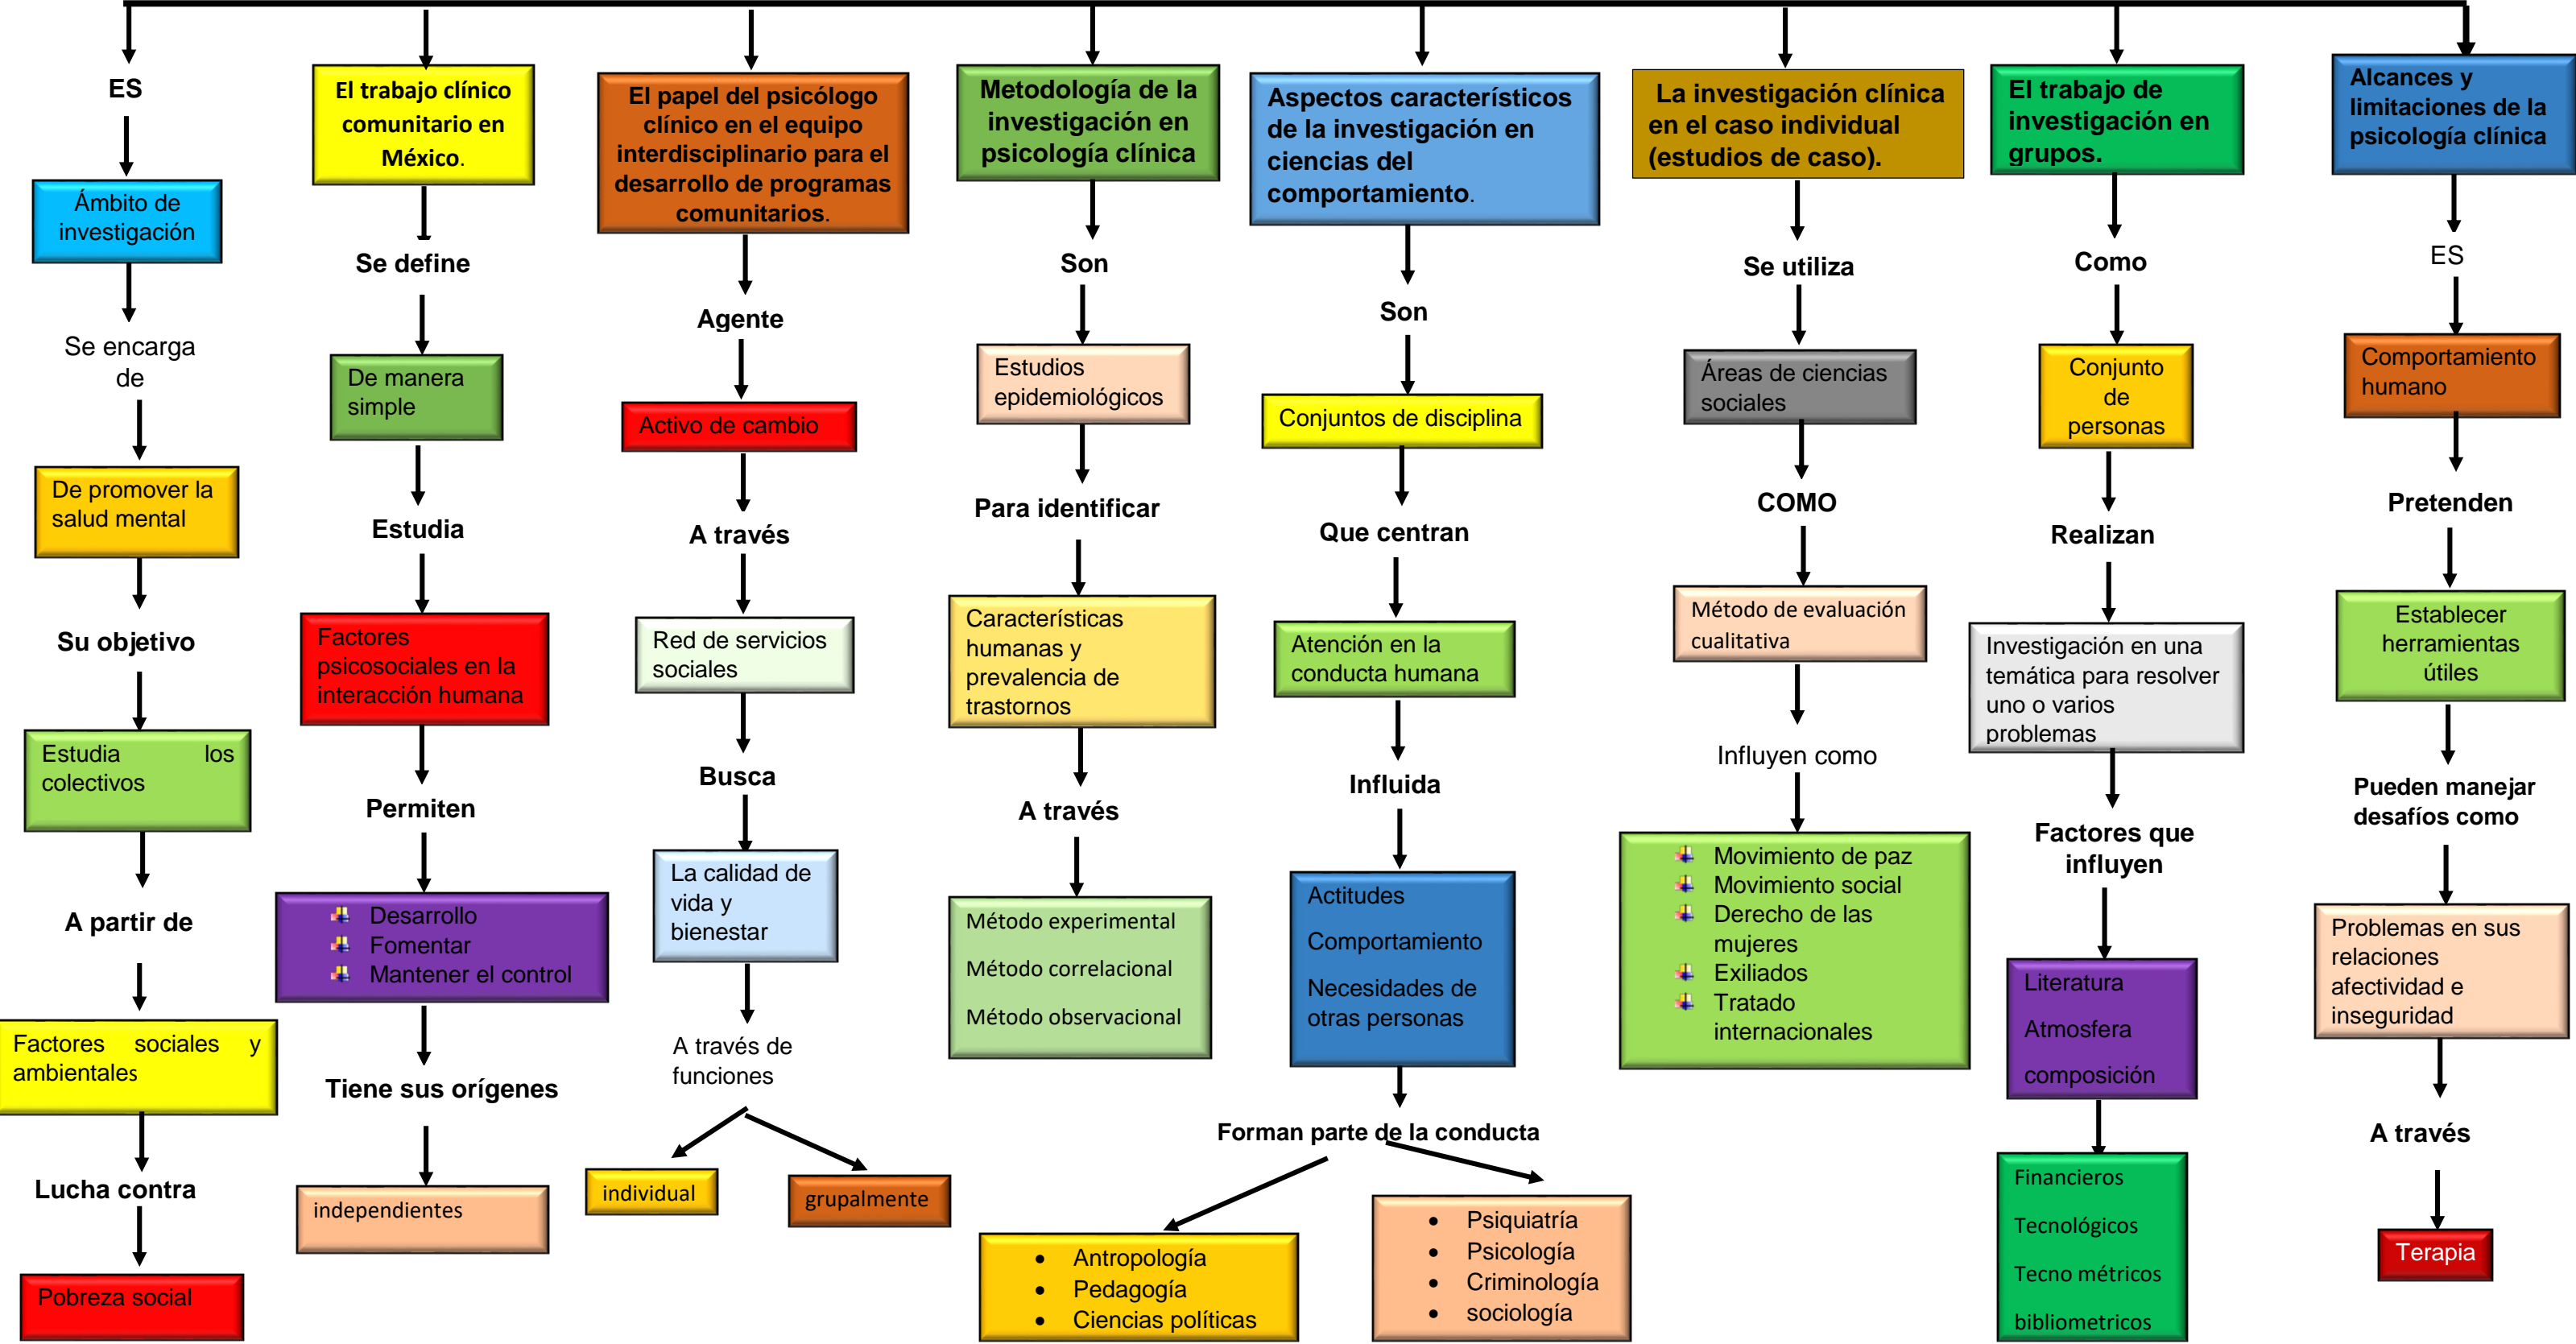 ES
Ámbito de
investigación
Se encarga
de
De promover la
salud mental
Su objetivo
Estudia los
colectivos
A partir de
Factores sociales y
ambientales
Lucha contra
Pobreza social
El trabajo clínico
comunitario en
México.
Se define
De manera
simple
Estudia
Factores
psicosociales en la
interacción humana
Permiten
Desarrollo
Fomentar
Mantener el control
Tiene sus orígenes
independientes
El papel del psicólogo
clínico en el equipo
interdisciplinario para el
desarrollo de programas
comunitarios.
Agente
Activo de cambio
A través
Red de servicios
sociales
Busca
La calidad de
vida y
bienestar
A través de
funciones
individual
grupalmente
Metodología de la
investigación en
psicología clínica
Son
Estudios
epidemiológicos
Para identificar
Características
humanas y
prevalencia de
trastornos
A través
Método experimental
Método correlacional
Método observacional
Aspectos característicos
de la investigación en
ciencias del
comportamiento.
Son
Conjuntos de disciplina
Que centran
Atención en la
conducta humana
Influida
Actitudes
Comportamiento
Necesidades de
otras personas
Forman parte de la conducta
• Antropología
• Pedagogía
• Ciencias políticas
• Psiquiatría
• Psicología
• Criminología
• sociología
La investigación clínica
en el caso individual
(estudios de caso).
Se utiliza
Áreas de ciencias
sociales
COMO
Método de evaluación
cualitativa
Influyen como
Movimiento de paz
Movimiento social
Derecho de las
mujeres
Exiliados
Tratado
internacionales
El trabajo de
investigación en
grupos.
Como
Conjunto
de
personas
Realizan
Investigación en una
temática para resolver
uno o varios
problemas
Factores que
influyen
Literatura
Atmosfera
composición
Financieros
Tecnológicos
Tecno métricos
bibliometricos
Alcances y
limitaciones de la
psicología clínica
ES
Comportamiento
humano
Pretenden
Establecer
herramientas
útiles
Pueden manejar
desafíos como
Problemas en sus
relaciones
afectividad e
inseguridad
A través
Terapia